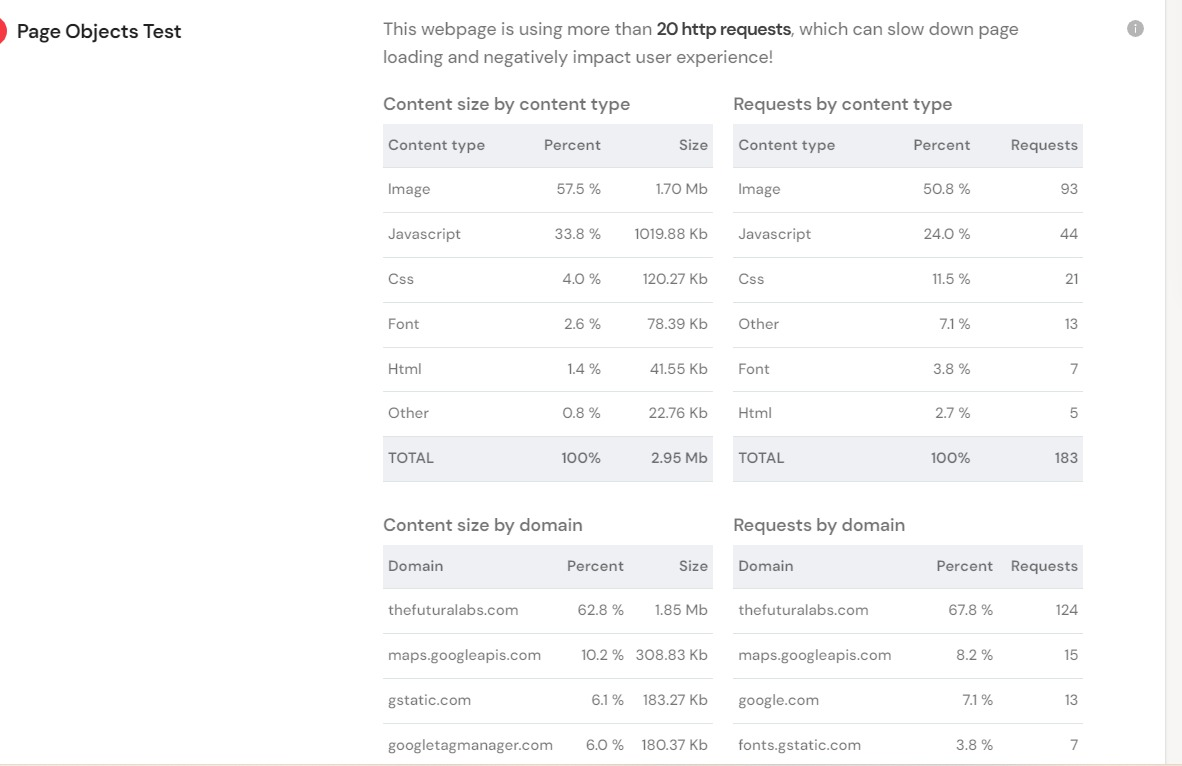 Page Objects Test
This webpage is using more than 20 http requests, which can slow down page
loading and negatively impact user experience!
Content size by content type
Content type Percent Size
Image 57.5 % 1.70 Mb
Javascript 33.8 % 1019.88 Kb
Css 4.0 % 120.27 Kb
Font 2.6 % 78.39 Kb
Html 1.4 % 41.55 Kb
Other 0.8 % 22.76 Kb
TOTAL 100% 2.95 Mb
Requests by content type
Content type Percent Requests
Image 50.8 % 93
Javascript 24.0 % 44
Css 11.5 % 21
Other 7.1 % 13
Font 3.8 % 7
Html 2.7 % 5
TOTAL 100% 183
Content size by domain
Domain Percent Size
thefuturalabs.com 62.8 % 1.85 Mb
maps.googleapis.com 10.2 % 308.83 Kb
gstatic.com 6.1 % 183.27 Kb
googletagmanager.com 6.0 % 180.37 Kb
Requests by domain
Domain Percent Requests
thefuturalabs.com 67.8 % 124
maps.googleapis.com 8.2 % 15
google.com 7.1 % 13
fonts.gstatic.com 3.8 % 7